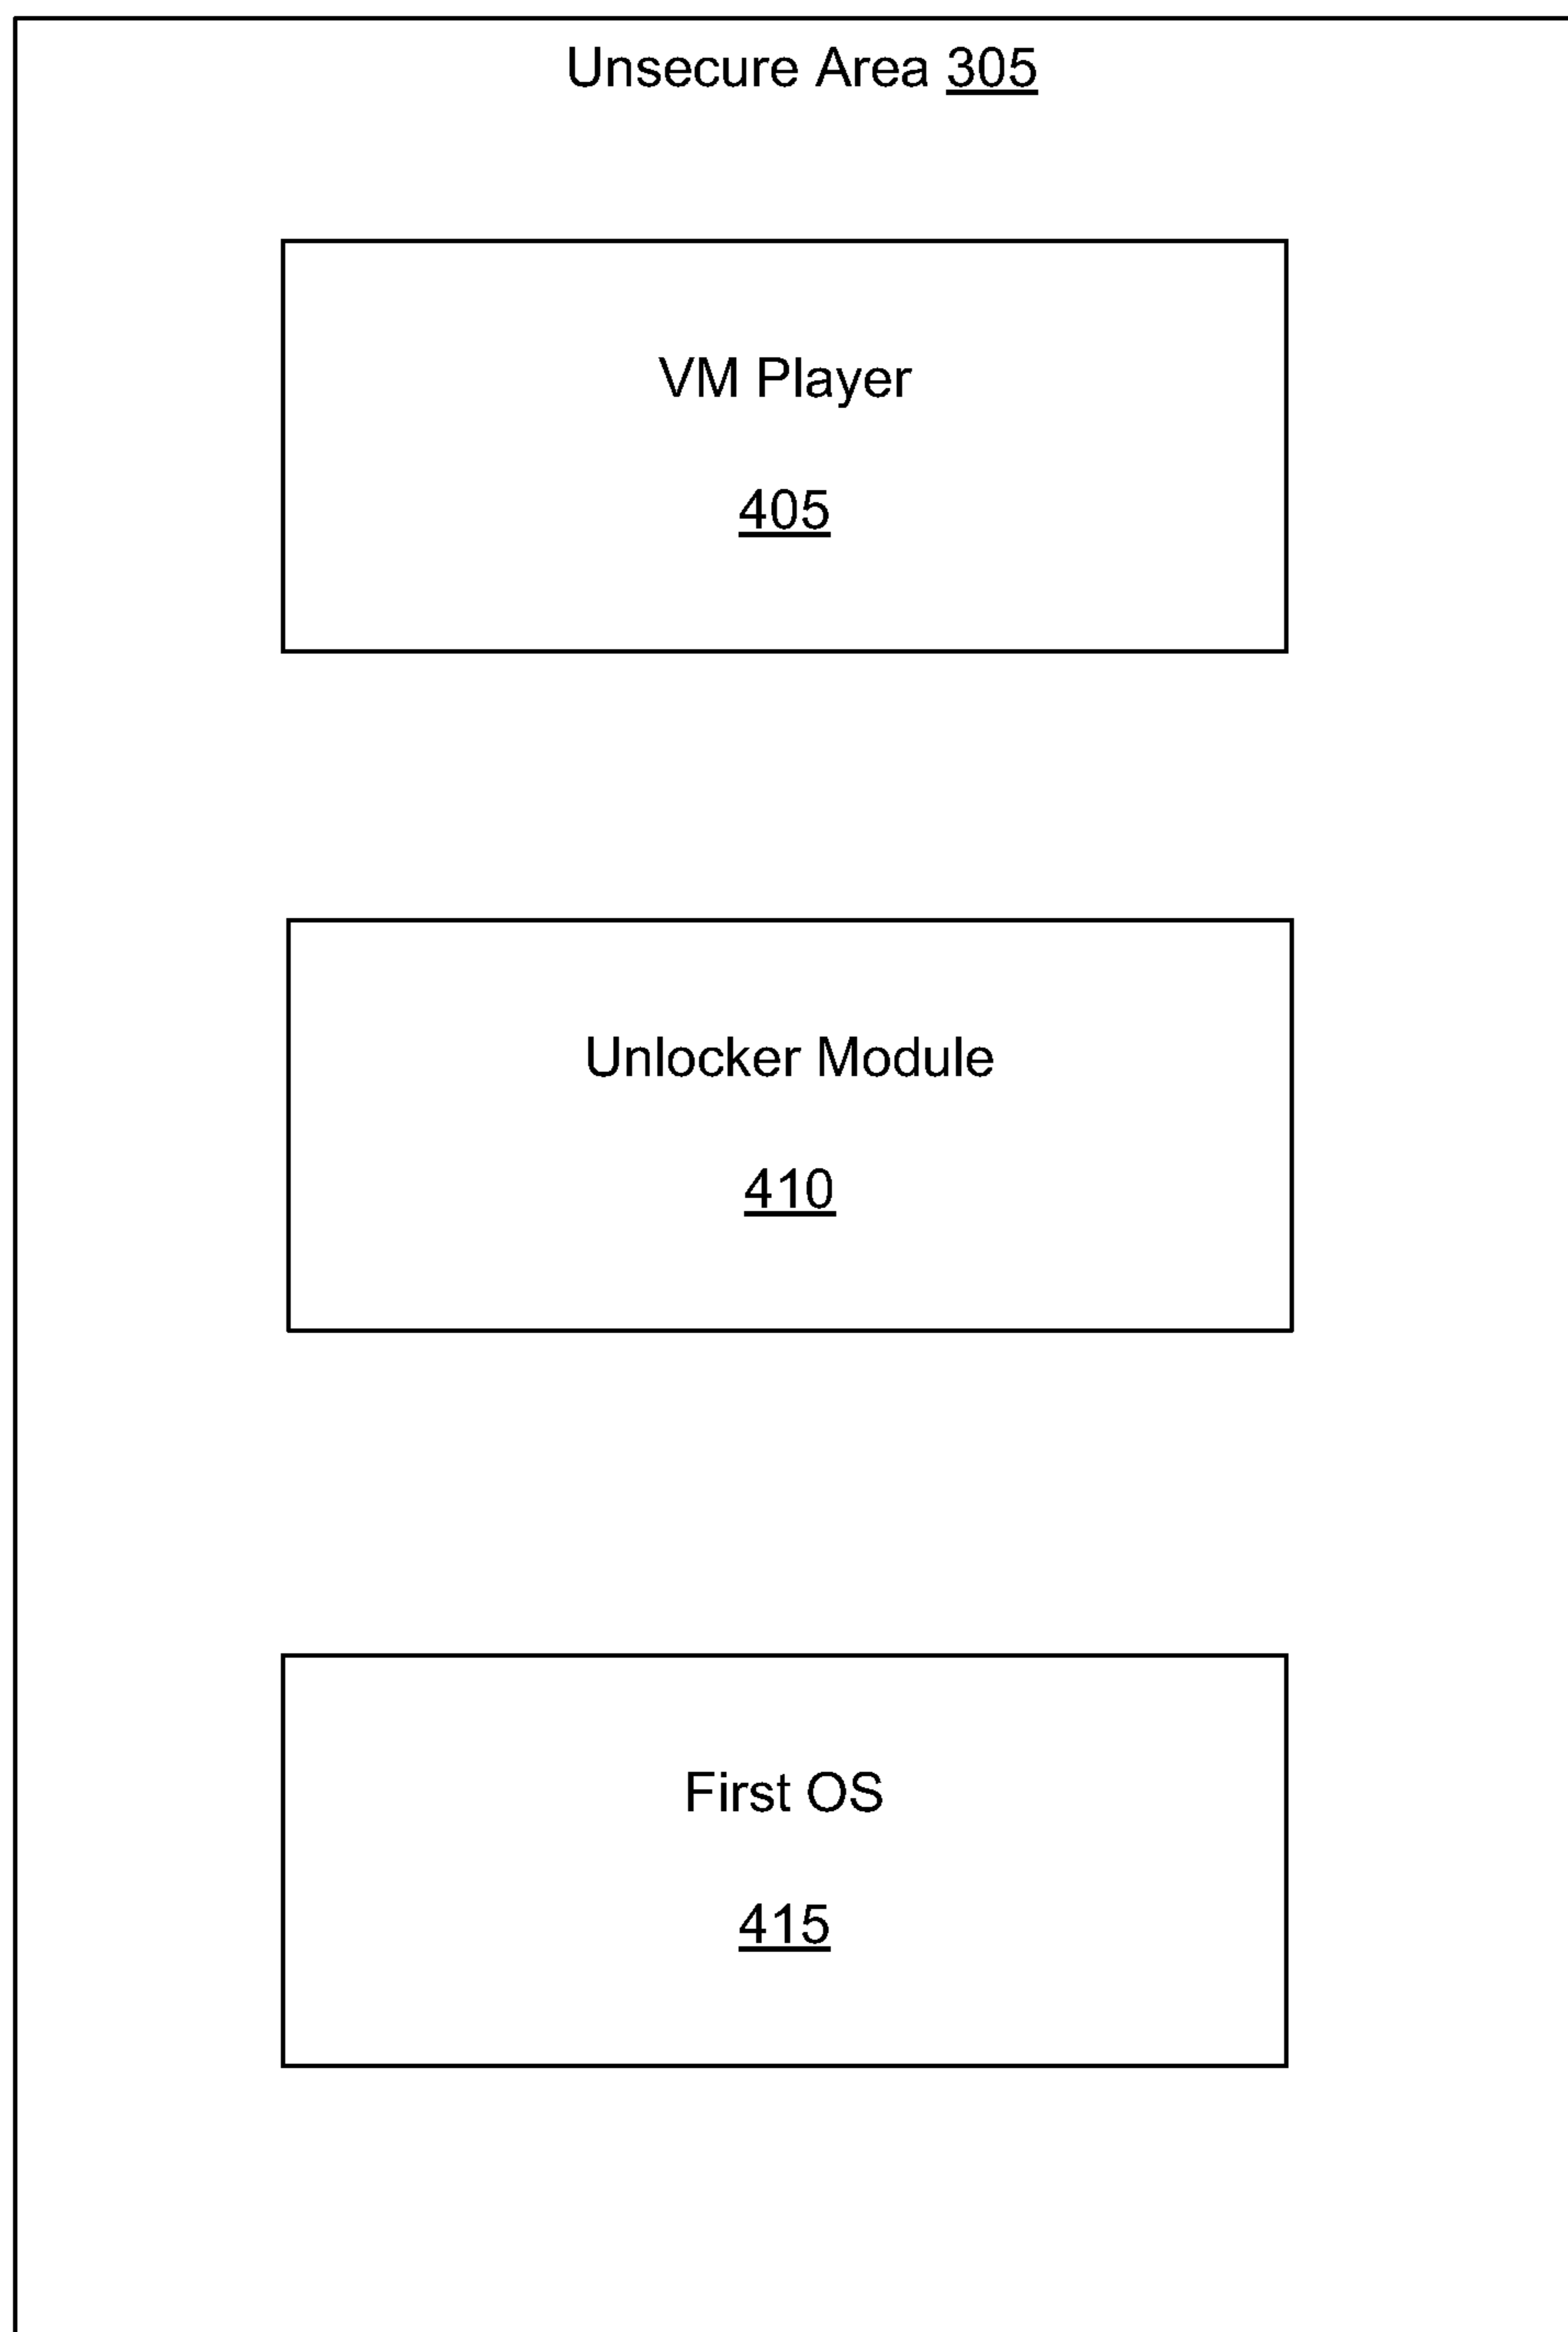 Unsecure Area 305
VM Player
405
Unlocker Module
410
First OS
415